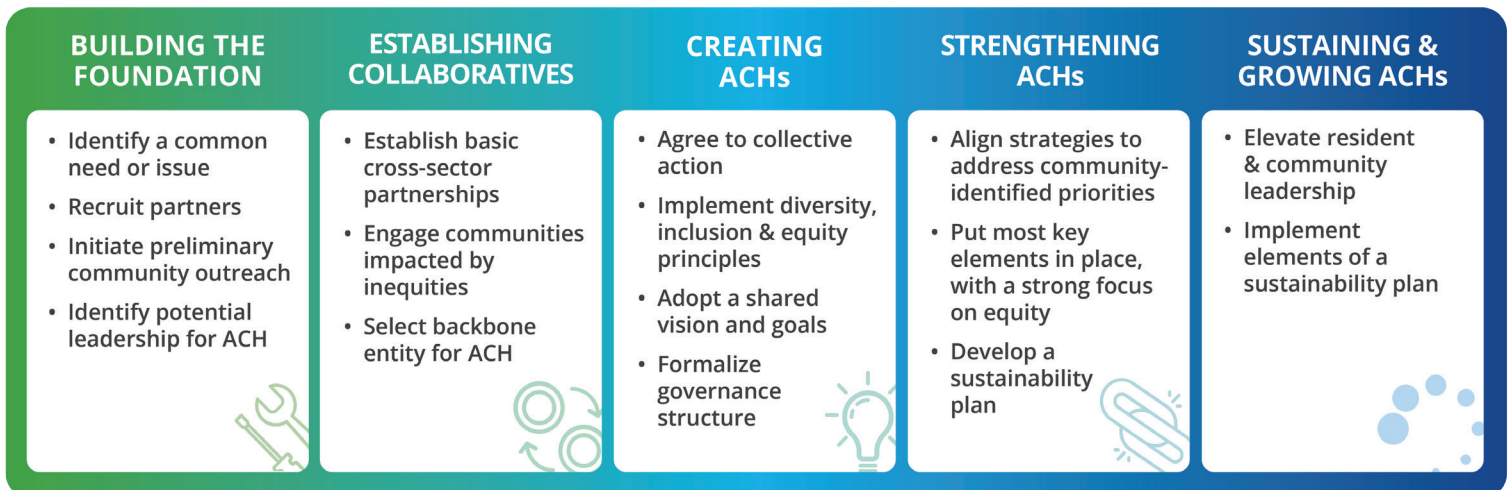 BUILDING THE
FOUNDATION
• Identify a common
need or issue
• Recruit partners
• Initiate preliminary
community outreach
• Identify potential
leadership for ACH
ESTABLISHING
COLLABORATIVES
• Establish basic
cross-sector
partnerships
• Engage communities
impacted by
inequities
• Select backbone
entity for ACH
CREATING
ACHs
• Agree to collective
action
• Implement diversity,
inclusion & equity
principles
• Adopt a shared
vision and goals
• Formalize
governance
structure
STRENGTHENING
ACHs
• Align strategies to
address community-
identified priorities
• Put most key
elements in place,
with a strong focus
on equity
• Develop a
sustainability
plan
SUSTAINING &
GROWING ACHs
• Elevate resident
& community
leadership
• Implement
elements of a
sustainability plan